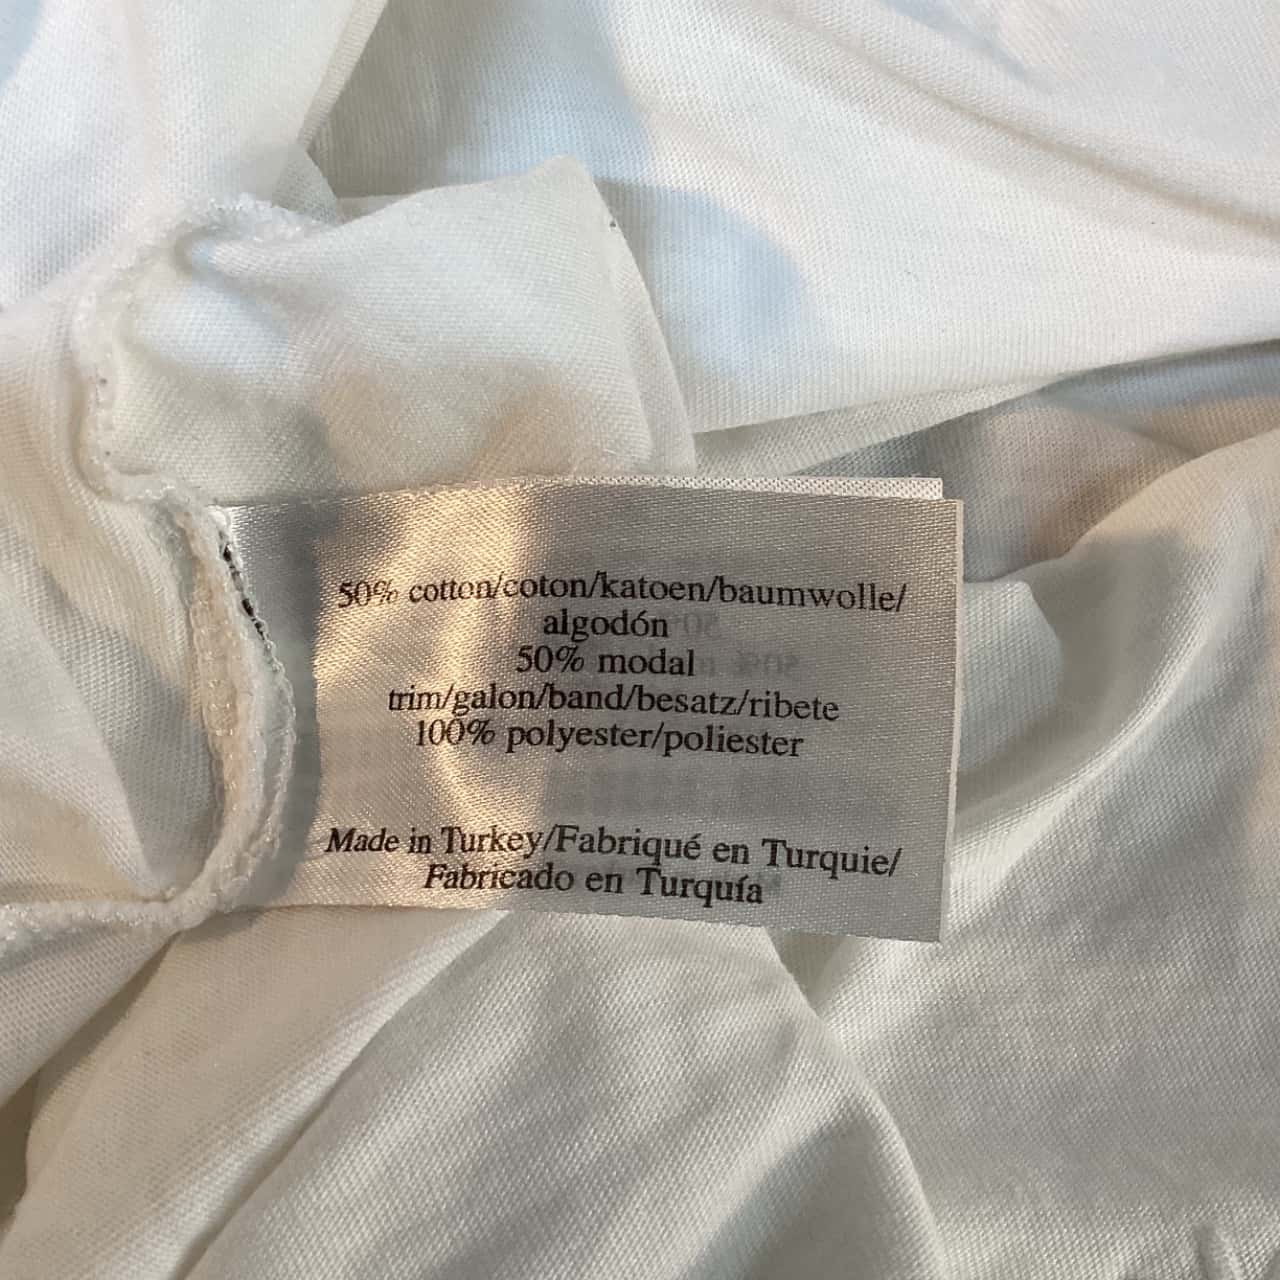 50% cotton/coton/katoen/baumwolle/
algodón
50% modal
trim/galon/band/besatz/ribete
100% polyester/poliester
Made in Turkey/Fabriqué en Turquie/
Fabricado en Turquía